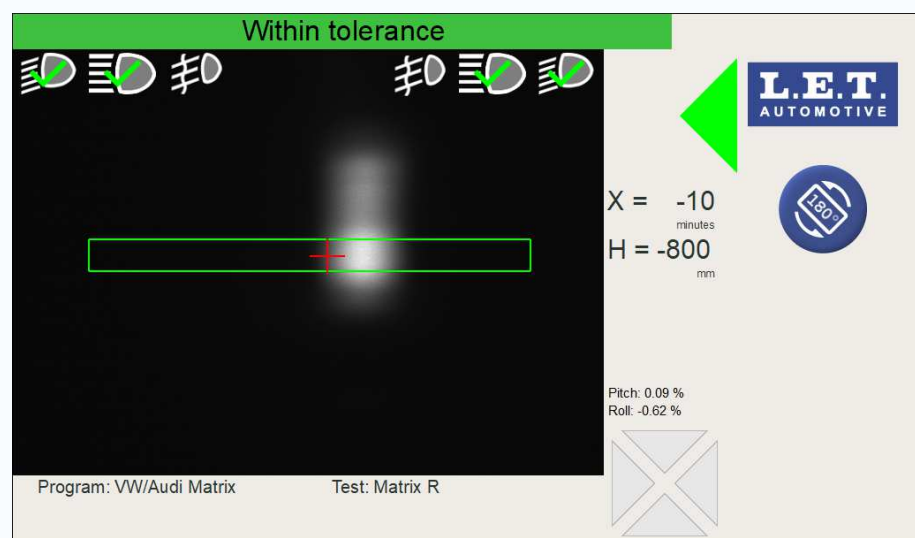 Within tolerance
L.E.T.
AUTOMOTIVE
180°
X = -10
minutes
H = -800
mm
Pitch: 0.09 %
Roll: -0.62 %
Program: VW/Audi Matrix
Test: Matrix R